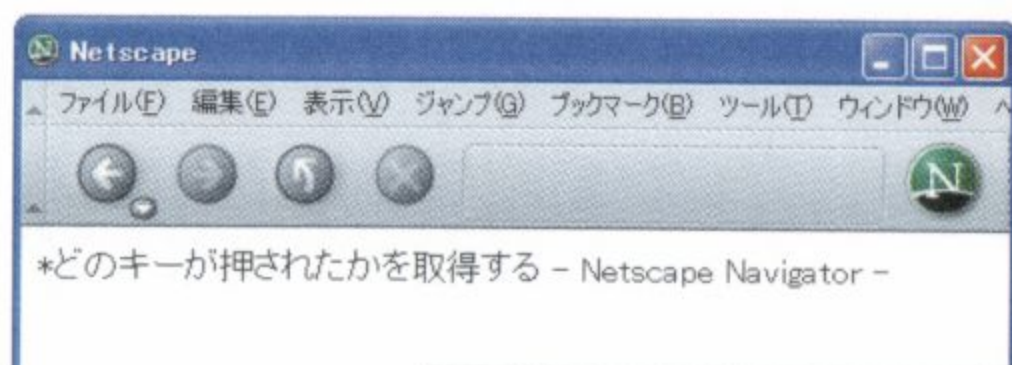 Netscape
ファイル(F) 編集(E) 表示(V) ジャンプ(G) ブックマーク(B) ツール(T) ウィンドウ(W) ヘ
N
*どのキーが押されたかを取得する - Netscape Navigator -